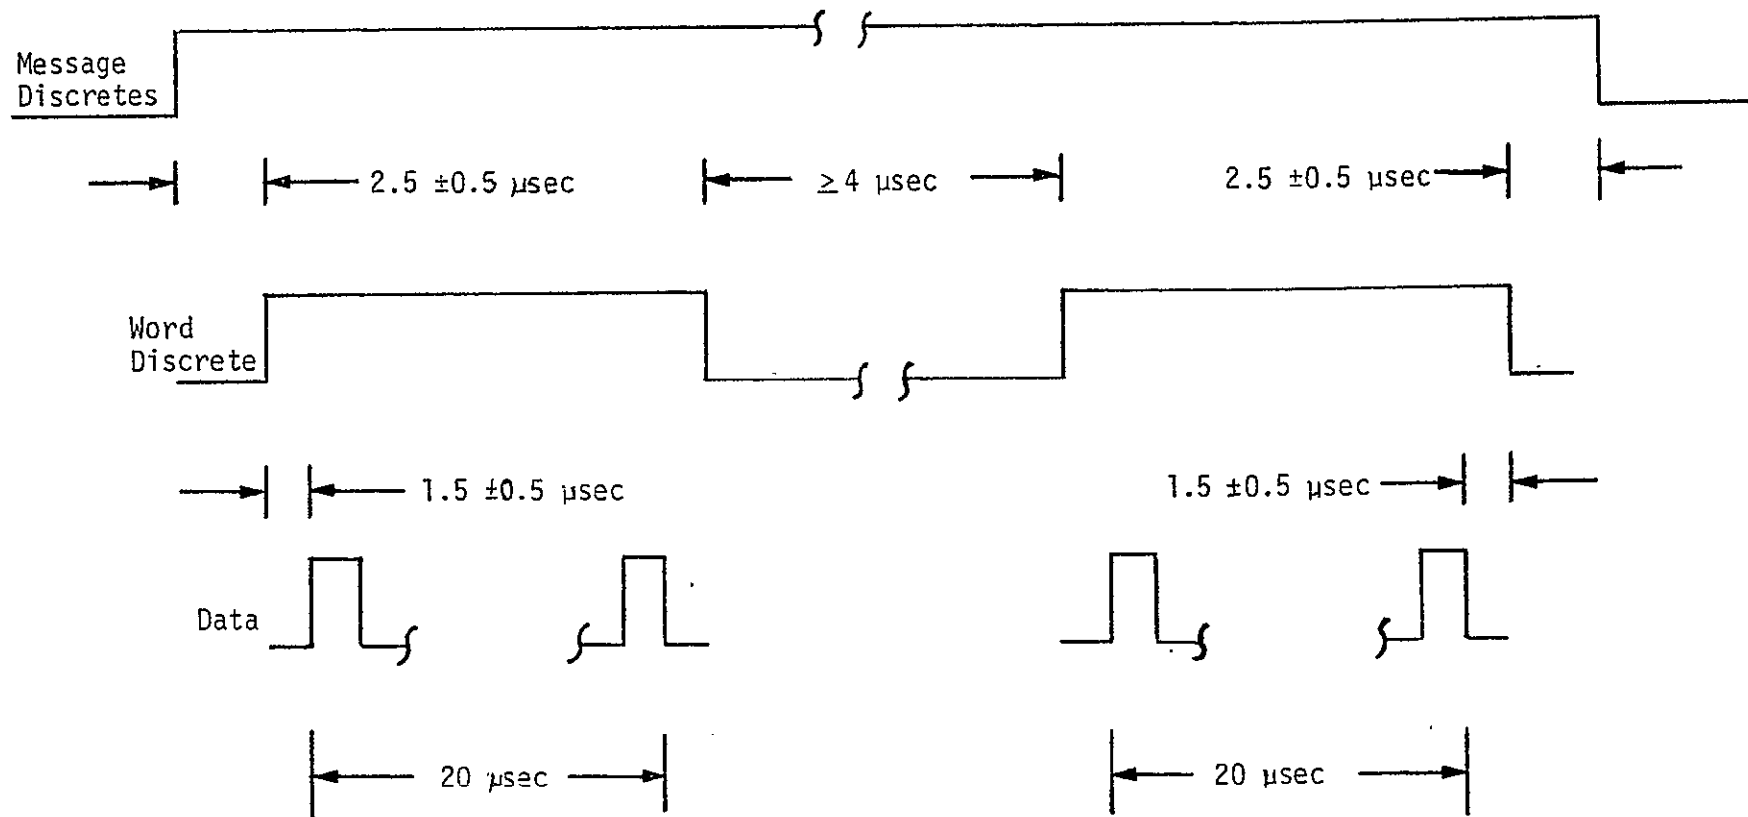 Message
Discretes
2.5 ±0.5 µsec
≥4 µsec
2.5 ±0.5 µsec
Word
Discrete
1.5 ±0.5 µsec
1.5 ±0.5 µsec
Data
20 µsec
20 µsec